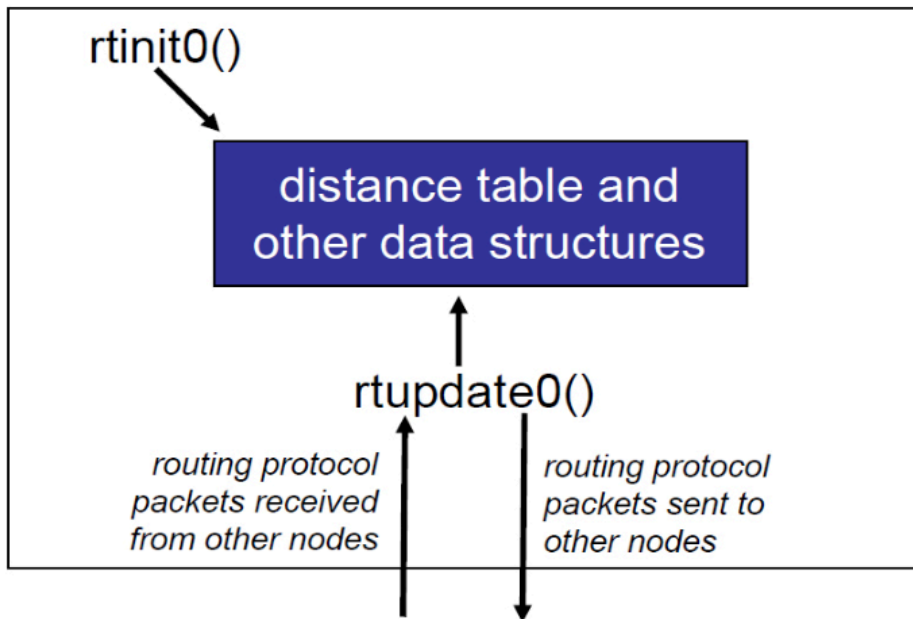 rtinit0()
distance table and
other data structures
rtupdate0()
routing protocol
packets received
from other nodes
routing protocol
packets sent to
other nodes